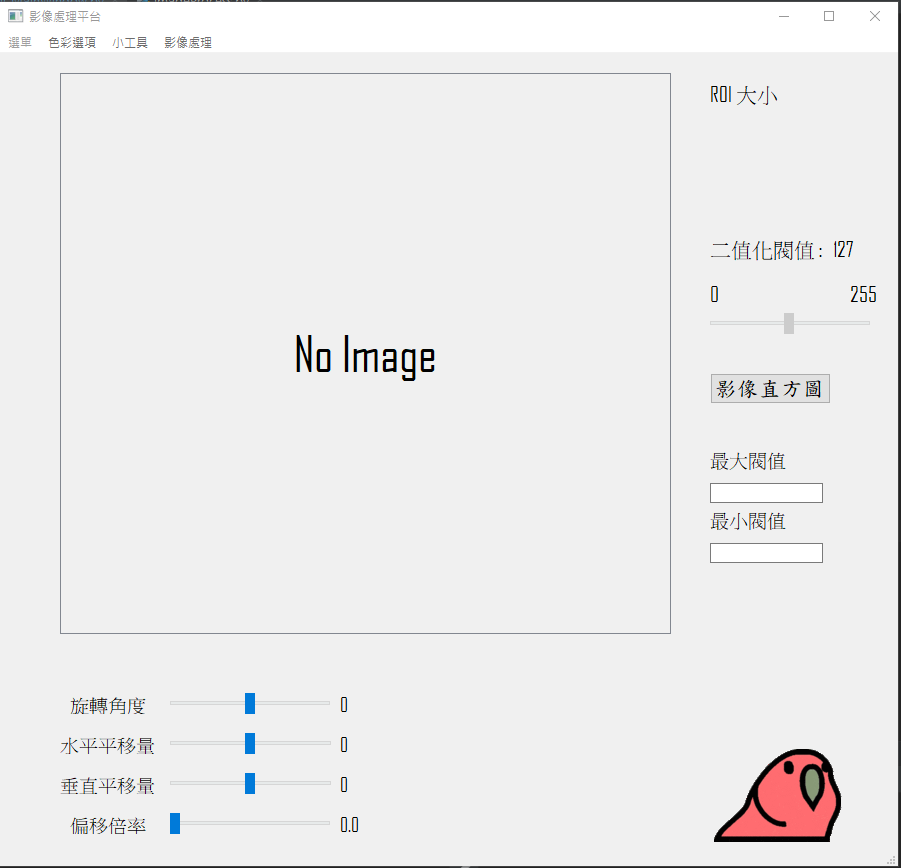 影像處理平台
選單 色彩選項 小工具 影像處理
ROI 大小
二值化閥值: 127
0 255
No Image
影像直方圖
最大閥值
最小閥值
旋轉角度 0
水平平移量 0
垂直平移量 0
偏移倍率 0.0